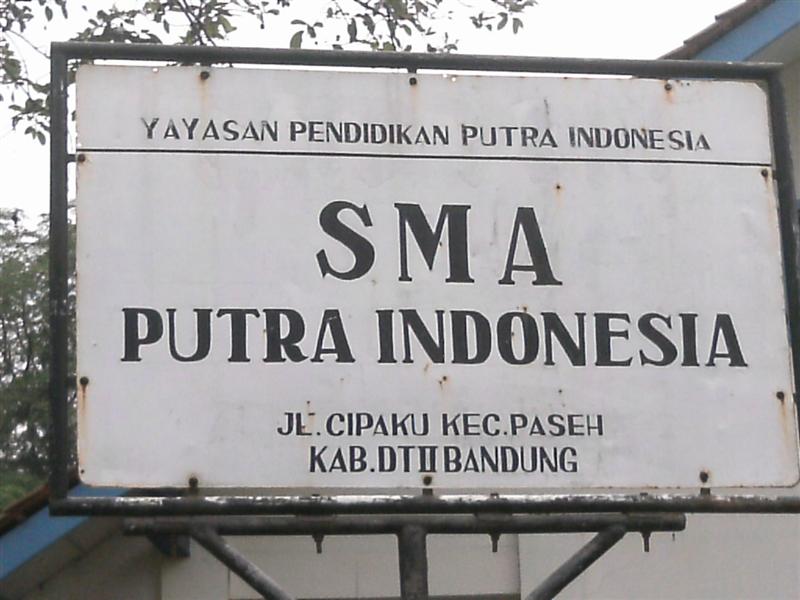 YAYASAN PENDIDIKAN PUTRA INDONESIA
SMA
PUTRA INDONESIA
JL.CIPAKU KEC.PASEH
KAB.DT II BANDUNG